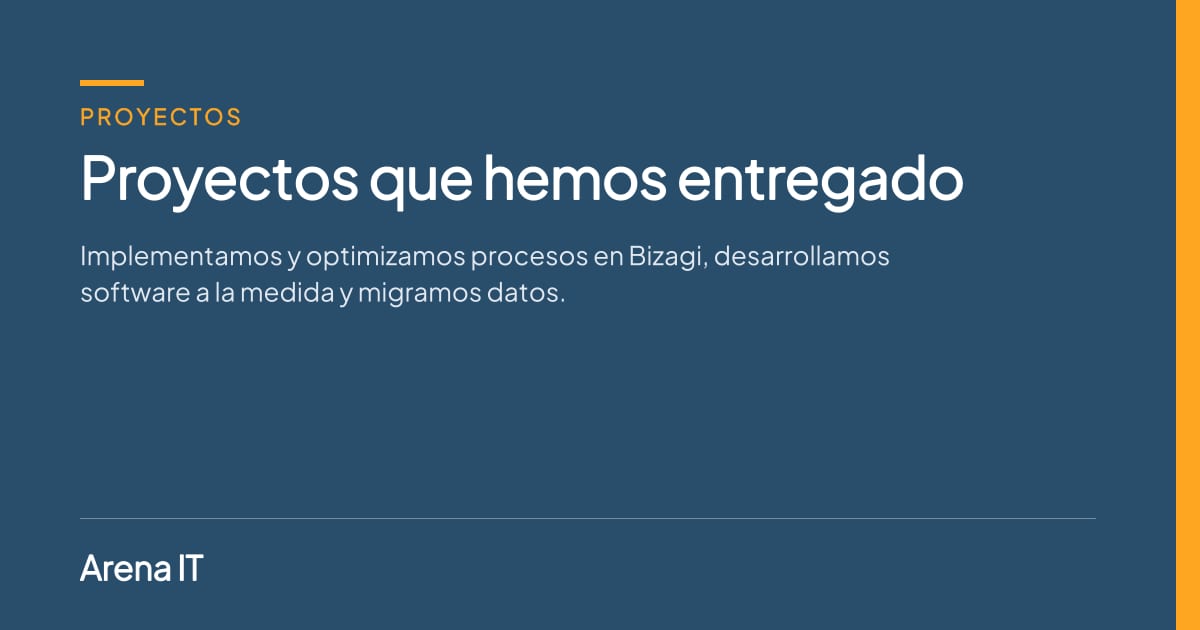 PROYECTOS
Proyectos que hemos entregado
Implementamos y optimizamos procesos en Bizagi, desarrollamos
software a la medida y migramos datos.
Arena IT